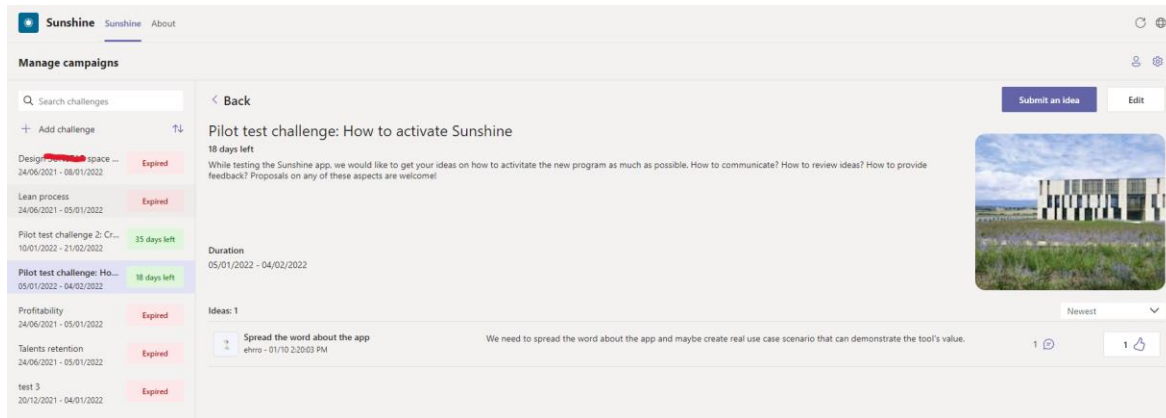 Sunshine Sunshine About
Manage campaigns
Search challenges
Add challenge
Design space ... Expired
24/06/2021 - 08/01/2022
Lean process Expired
24/06/2021 - 05/01/2022
Pilot test challenge 2: Cr... 35 days left
10/01/2022 - 21/02/2022
Pilot test challenge: Ho... 18 days left
05/01/2022 - 04/02/2022
Profitability Expired
24/06/2021 - 05/01/2022
Talents retention Expired
24/06/2021 - 05/01/2022
test 3 Expired
20/12/2021 - 04/01/2022
Back Submit an idea Edit
Pilot test challenge: How to activate Sunshine
18 days left
While testing the Sunshine app, we would like to get your ideas on how to activitate the new program as much as possible. How to communicate? How to review ideas? How to provide
feedback? Proposals on any of these aspects are welcome!
Duration
05/01/2022 - 04/02/2022
Ideas: 1 Newest
Spread the word about the app We need to spread the word about the app and maybe create real use case scenario that can demonstrate the tool's value. 1 1
ehrro - 01/10 2:20:03 PM